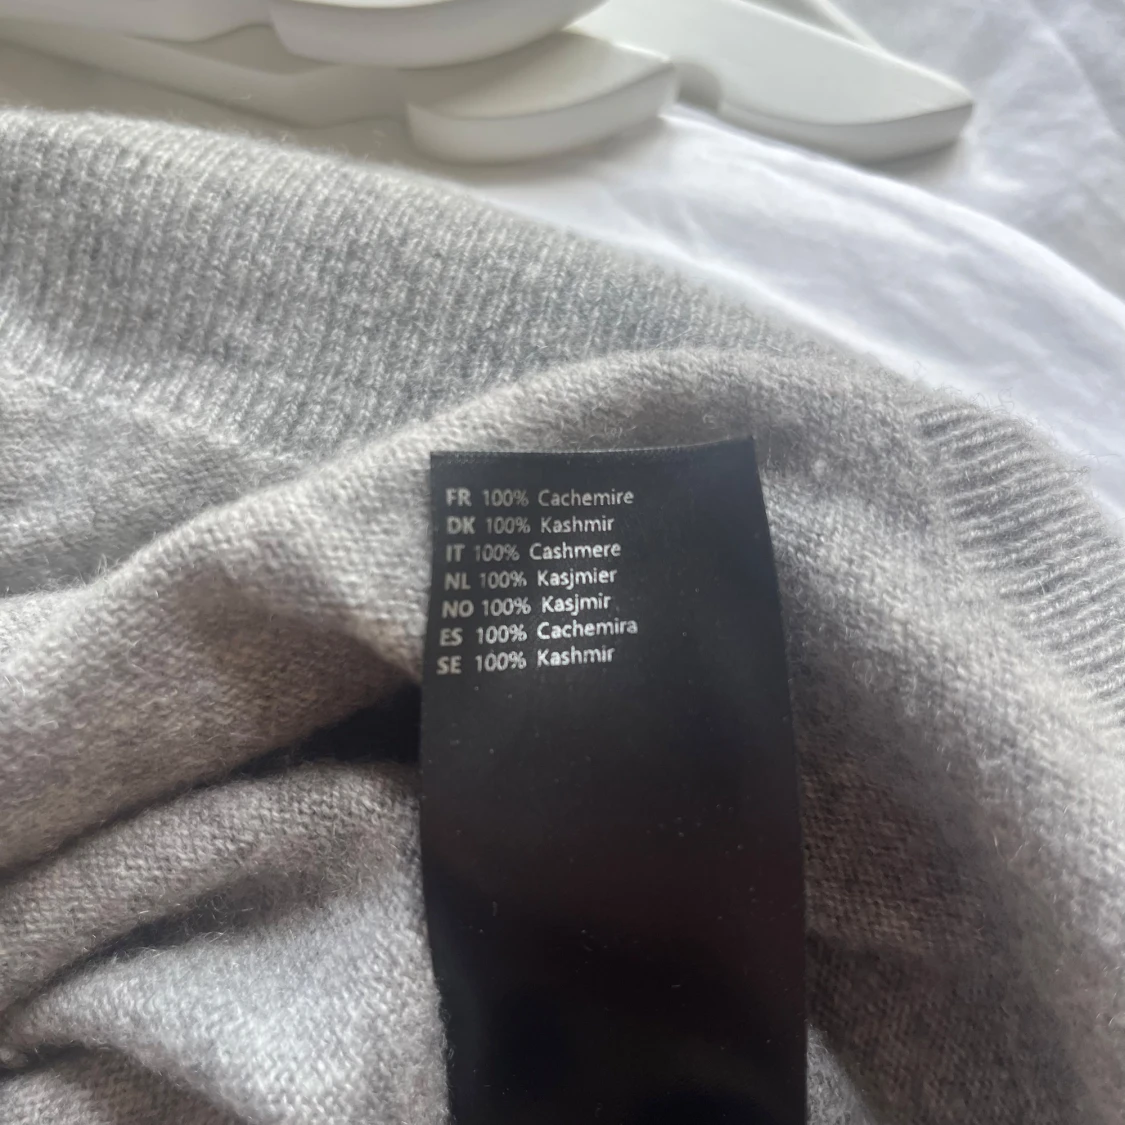 FR 100% Cachemire
DK 100% Kashmir
IT 100% Cashmere
NL 100% Kasjmier
NO 100% Kasjmir
ES 100% Cachemira
SE 100% Kashmir